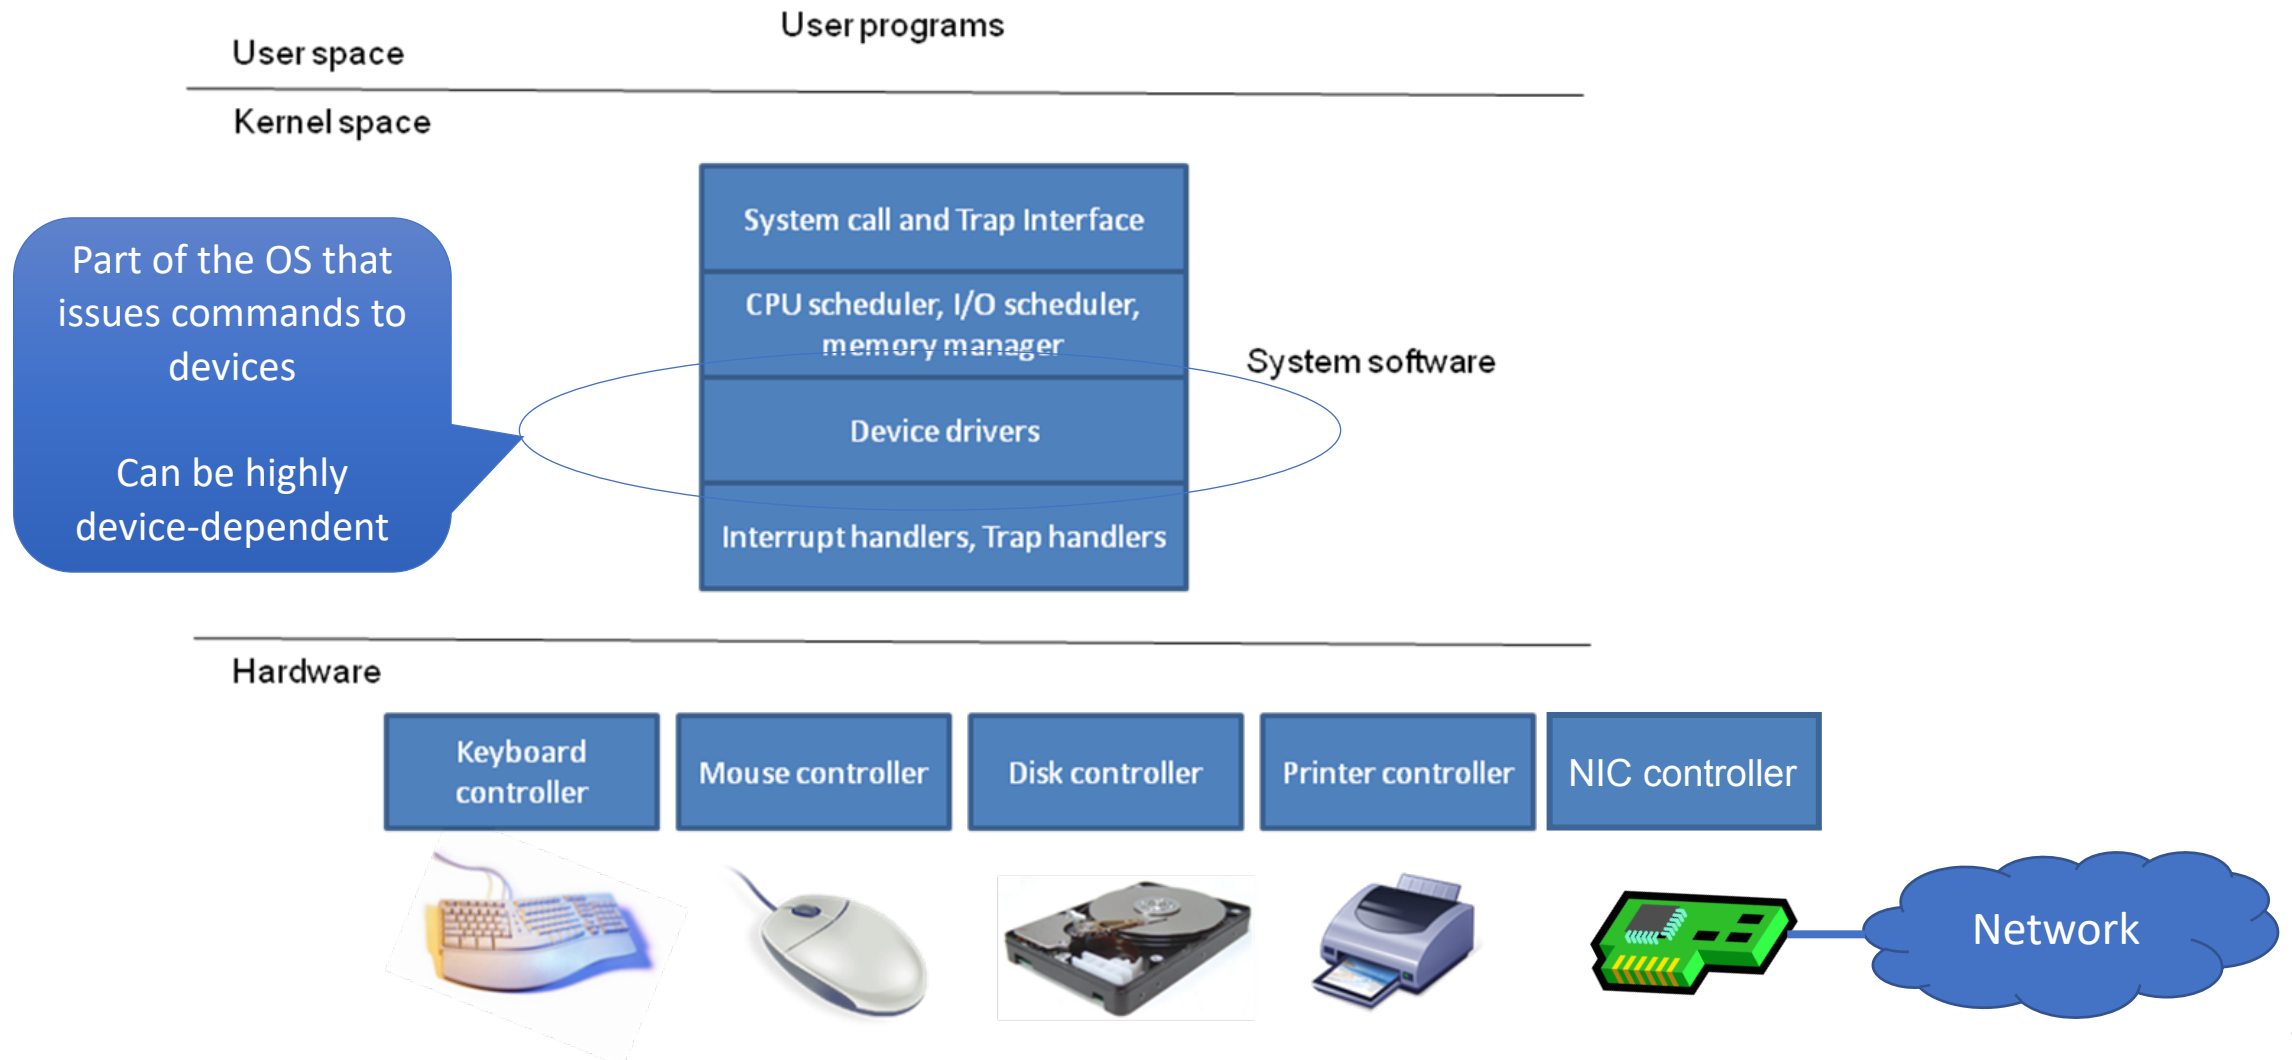 User programs
User space
Kernel space
Part of the OS that
issues commands to
devices
Can be highly
device-dependent
System call and Trap Interface
CPU scheduler, I/O scheduler,
memory manager
Device drivers
Interrupt handlers, Trap handlers
System software
Hardware
Keyboard
controller
Mouse controller
Disk controller
Printer controller
NIC controller
Network